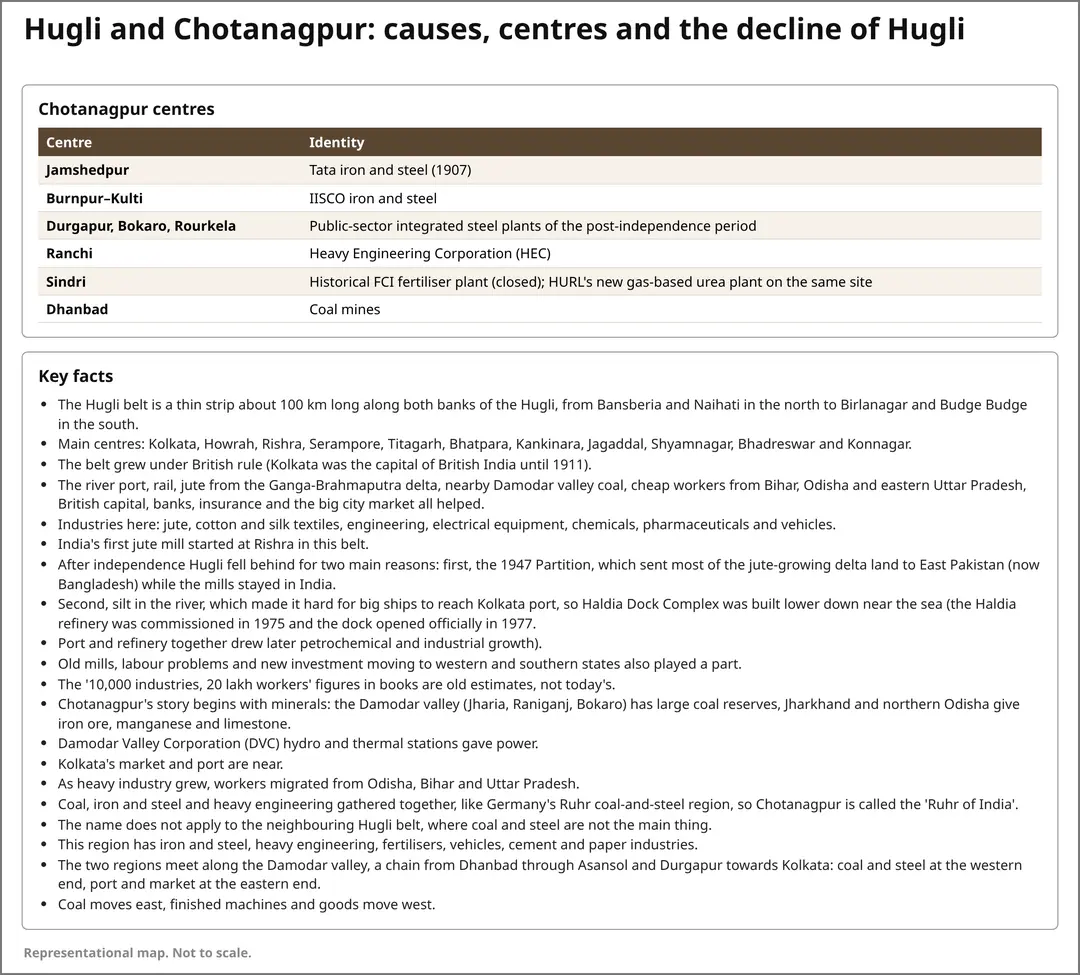 Hugli and Chotanagpur: causes, centres and the decline of Hugli
Chotanagpur centres
Centre Identity
Jamshedpur Tata iron and steel (1907)
Burnpur–Kulti IISCO iron and steel
Durgapur, Bokaro, Rourkela Public-sector integrated steel plants of the post-independence period
Ranchi Heavy Engineering Corporation (HEC)
Sindri Historical FCI fertiliser plant (closed); HURL's new gas-based urea plant on the same site
Dhanbad Coal mines
Key facts
• The Hugli belt is a thin strip about 100 km long along both banks of the Hugli, from Bansberia and Naihati in the north to Birlanagar and Budge Budge
in the south.
• Main centres: Kolkata, Howrah, Rishra, Serampore, Titagarh, Bhatpara, Kankinara, Jagaddal, Shyamnagar, Bhadreswar and Konnagar.
• The belt grew under British rule (Kolkata was the capital of British India until 1911).
• The river port, rail, jute from the Ganga-Brahmaputra delta, nearby Damodar valley coal, cheap workers from Bihar, Odisha and eastern Uttar Pradesh,
British capital, banks, insurance and the big city market all helped.
• Industries here: jute, cotton and silk textiles, engineering, electrical equipment, chemicals, pharmaceuticals and vehicles.
• India's first jute mill started at Rishra in this belt.
• After independence Hugli fell behind for two main reasons: first, the 1947 Partition, which sent most of the jute-growing delta land to East Pakistan (now
Bangladesh) while the mills stayed in India.
• Second, silt in the river, which made it hard for big ships to reach Kolkata port, so Haldia Dock Complex was built lower down near the sea (the Haldia
refinery was commissioned in 1975 and the dock opened officially in 1977.
• Port and refinery together drew later petrochemical and industrial growth).
• Old mills, labour problems and new investment moving to western and southern states also played a part.
• The '10,000 industries, 20 lakh workers' figures in books are old estimates, not today's.
• Chotanagpur's story begins with minerals: the Damodar valley (Jharia, Raniganj, Bokaro) has large coal reserves, Jharkhand and northern Odisha give
iron ore, manganese and limestone.
• Damodar Valley Corporation (DVC) hydro and thermal stations gave power.
• Kolkata's market and port are near.
• As heavy industry grew, workers migrated from Odisha, Bihar and Uttar Pradesh.
• Coal, iron and steel and heavy engineering gathered together, like Germany's Ruhr coal-and-steel region, so Chotanagpur is called the 'Ruhr of India'.
• The name does not apply to the neighbouring Hugli belt, where coal and steel are not the main thing.
• This region has iron and steel, heavy engineering, fertilisers, vehicles, cement and paper industries.
• The two regions meet along the Damodar valley, a chain from Dhanbad through Asansol and Durgapur towards Kolkata: coal and steel at the western
end, port and market at the eastern end.
• Coal moves east, finished machines and goods move west.
Representational map. Not to scale.